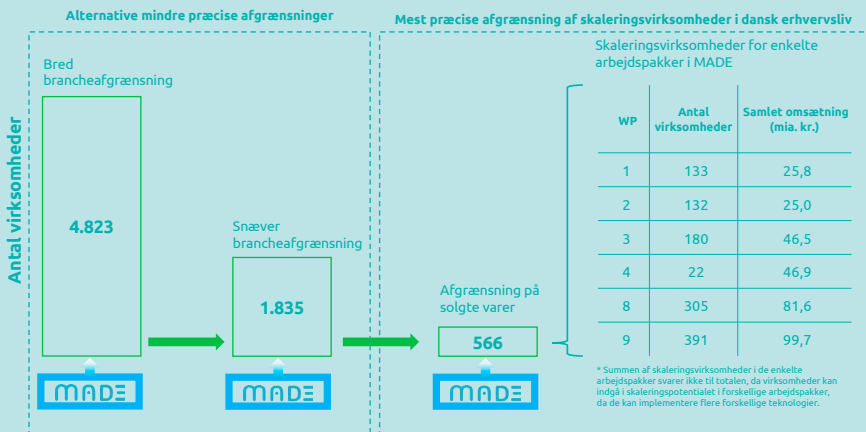 Alternative mindre præcise afgrænsninger
Mest præcise afgrænsning af skaleringsvirksomheder i dansk erhvervsliv
Antal virksomheder
Bred
brancheafgrænsning
4.823
MADE
Snæver
brancheafgrænsning
1.835
MADE
Afgrænsning på
solgte varer
566
MADE
Skaleringsvirksomheder for enkelte
arbejdspakker i MADE
WP Antal virksomheder Samlet omsætning (mia. kr.)
1 133 25,8
2 132 25,0
3 180 46,5
4 22 46,9
8 305 81,6
9 391 99,7
* Summen af skaleringsvirksomheder i de enkelte
arbejdspakker svarer ikke til totalen, da virksomheder kan
indgå i skaleringspotentialet i forskellige arbejdspakker,
da de kan implementere flere forskellige teknologier.